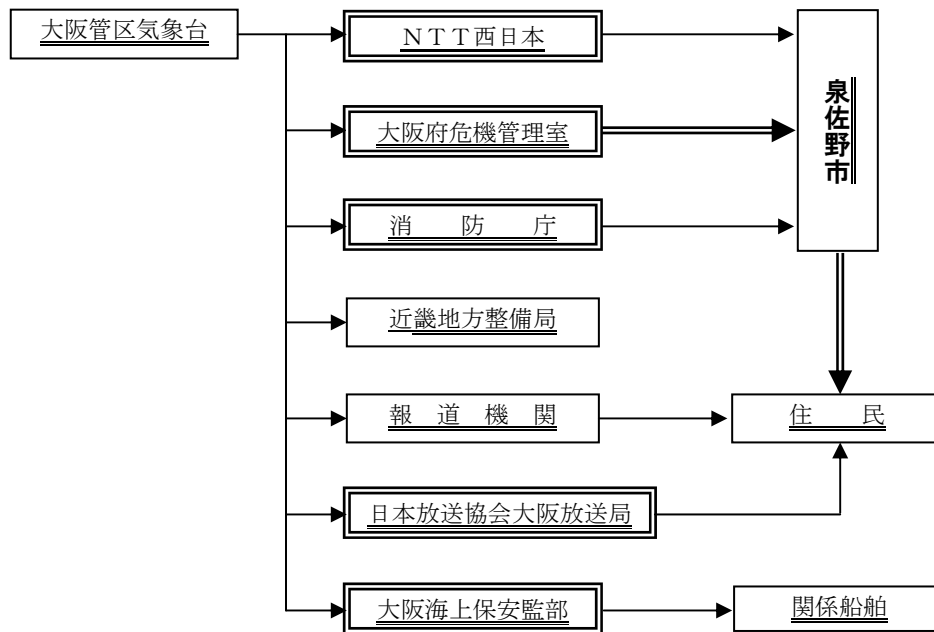 大阪管区気象台
ＮＴＴ西日本
泉佐野市
大阪府危機管理室
消　防　庁
近畿地方整備局
報　道　機　関
住　民
日本放送協会大阪放送局
大阪海上保安監部
関係船舶